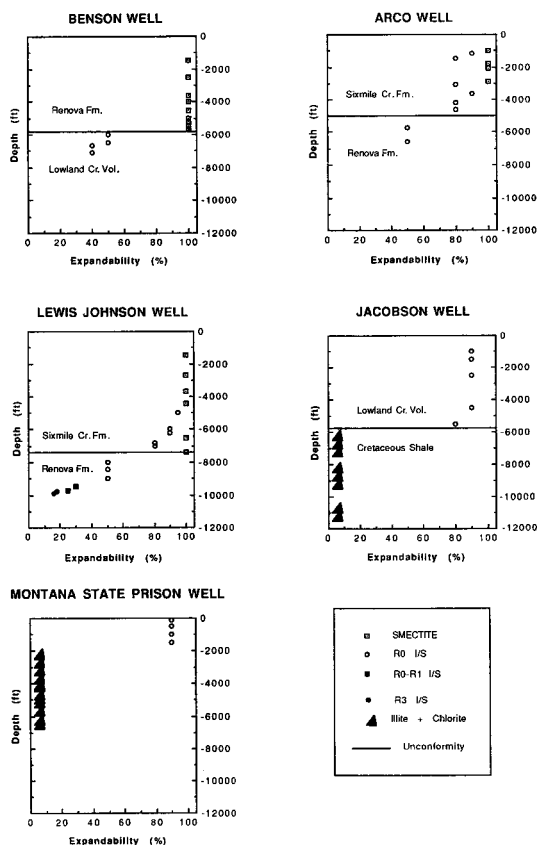 BENSON WELL
0
-2000
-4000
-6000
-8000
-10000
-12000
Depth (ft)
Renova Fm.
Lowland Cr. Vol.
0 20 40 60 80 100
Expandability (%)
ARCO WELL
0
-2000
-4000
-6000
-8000
-10000
-12000
Depth (ft)
Sixmile Cr. Fm.
Renova Fm.
0 20 40 60 80 100
Expandability (%)
LEWIS JOHNSON WELL
0
-2000
-4000
-6000
-8000
-10000
-12000
Depth (ft)
Sixmile Cr. Fm.
Renova Fm.
0 20 40 60 80 100
Expandability (%)
JACOBSON WELL
0
-2000
-4000
-6000
-8000
-10000
-12000
Depth (ft)
Lowland Cr. Vol.
Cretaceous Shale
0 20 40 60 80 100
Expandability (%)
MONTANA STATE PRISON WELL
0
-2000
-4000
-6000
-8000
-10000
-12000
Depth (ft)
0 20 40 60 80 100
Expandability (%)
SMECTITE
R0 I/S
R0-R1 I/S
R3 I/S
Illite + Chlorite
Unconformity